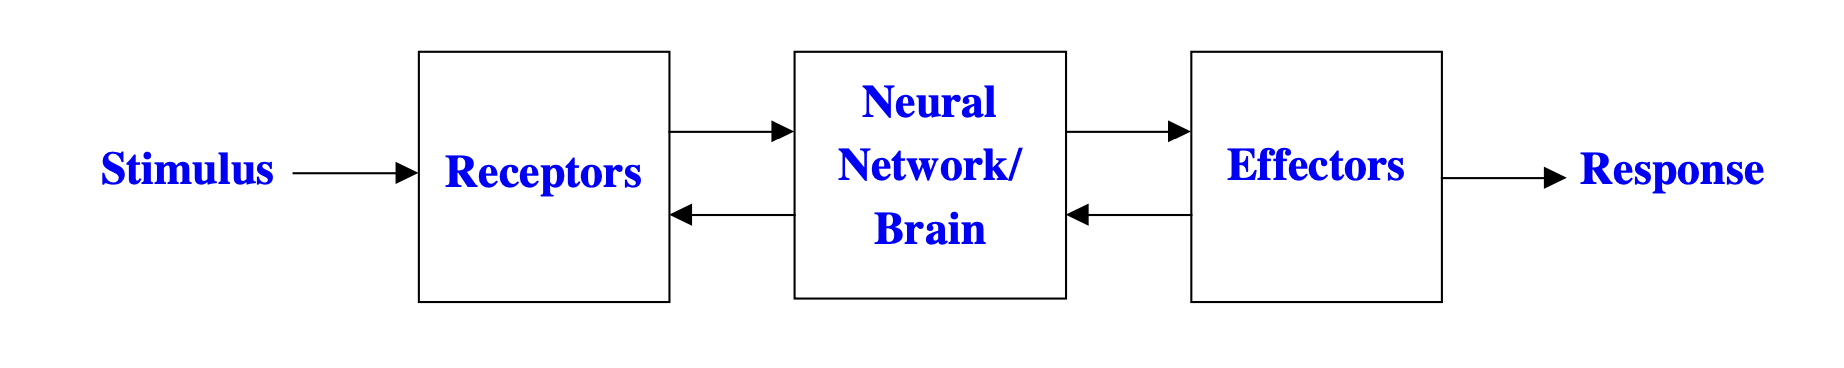 Stimulus
Receptors
Neural
Network/
Brain
Effectors
Response